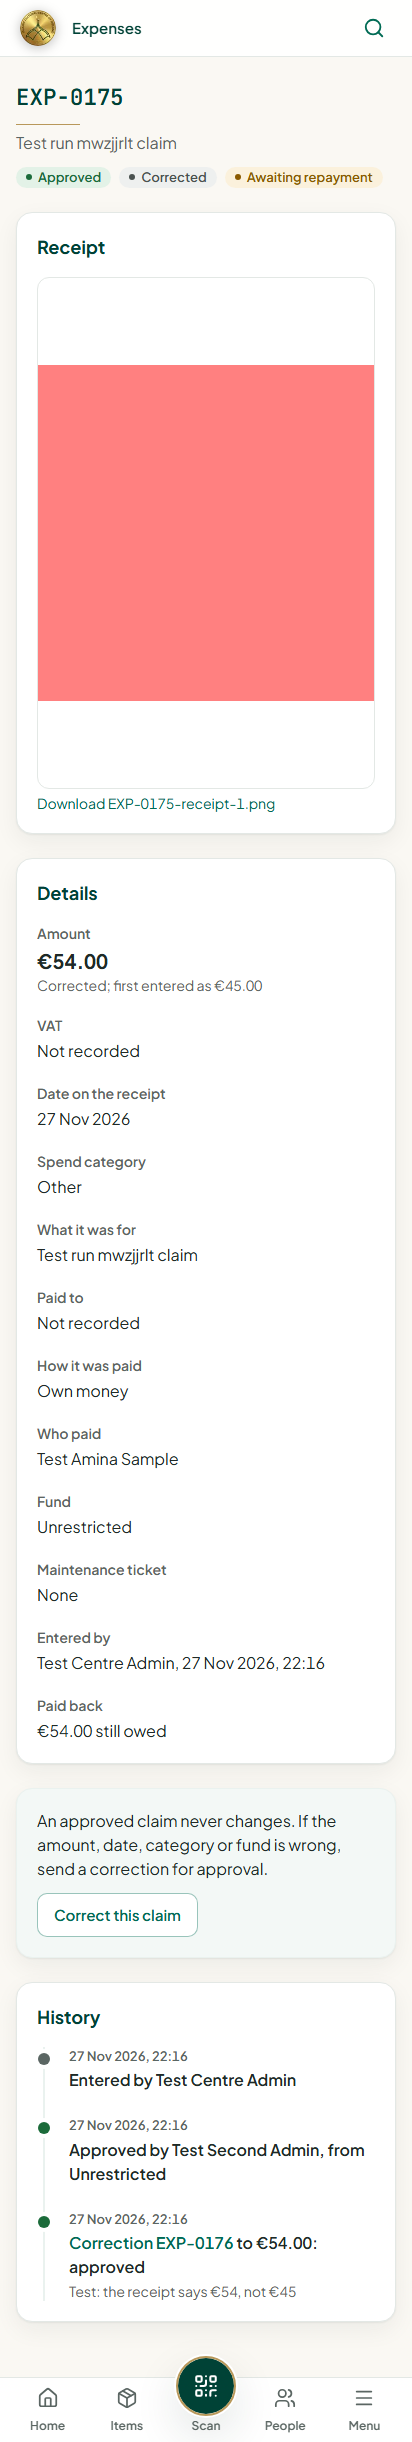 Expenses
EXP-0175
Test run mwzjjrlt claim
Approved
Corrected
Awaiting repayment
Receipt
Download EXP-0175-receipt-1.png
Details
Amount
€54.00
Corrected; first entered as €45.00
VAT
Not recorded
Date on the receipt
27 Nov 2026
Spend category
Other
What it was for
Test run mwzjjrlt claim
Paid to
Not recorded
How it was paid
Own money
Who paid
Test Amina Sample
Fund
Unrestricted
Maintenance ticket
None
Entered by
Test Centre Admin, 27 Nov 2026, 22:16
Paid back
€54.00 still owed
An approved claim never changes. If the
amount, date, category or fund is wrong,
send a correction for approval.
Correct this claim
History
27 Nov 2026, 22:16
Entered by Test Centre Admin
27 Nov 2026, 22:16
Approved by Test Second Admin, from
Unrestricted
27 Nov 2026, 22:16
Correction EXP-0176 to €54.00:
approved
Test: the receipt says €54, not €45
Home
Items
Scan
People
Menu